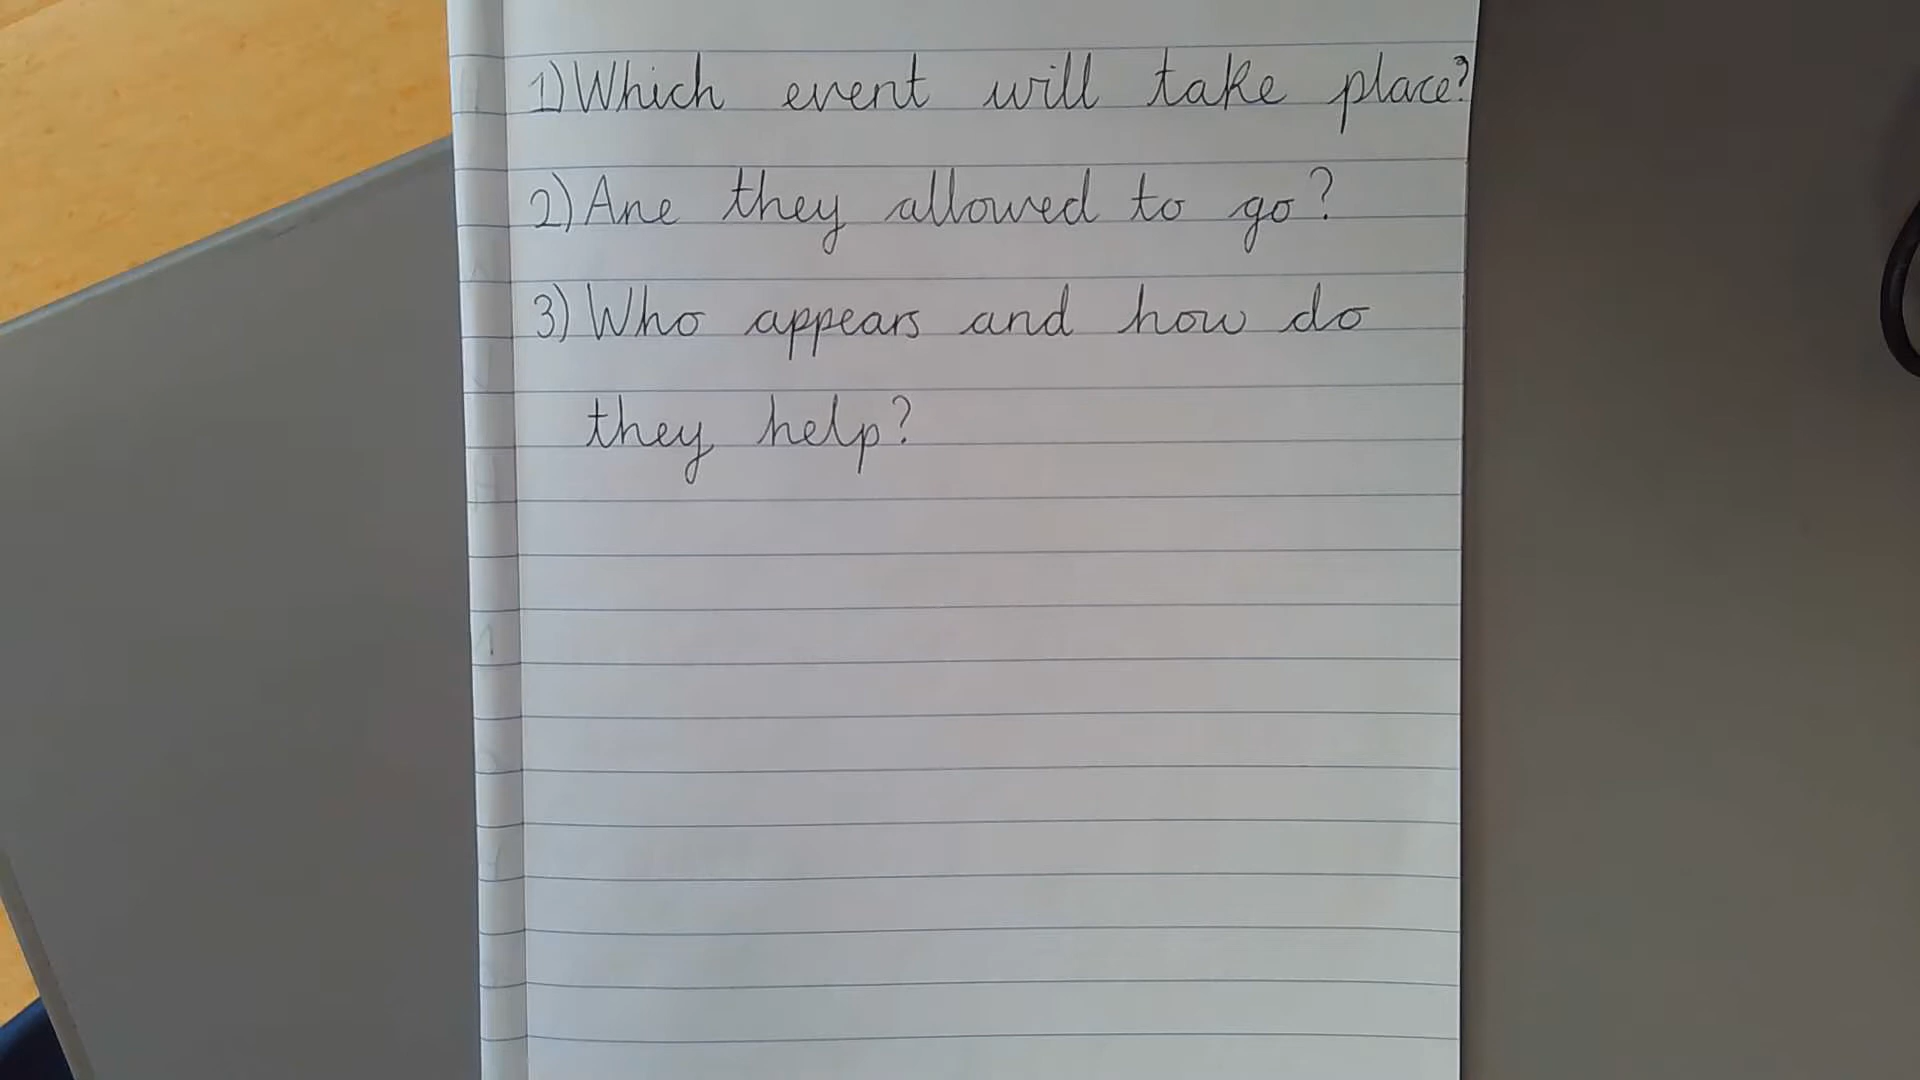 1) Which event will take place?
2) Are they allowed to go?
3) Who appears and how do
they help?